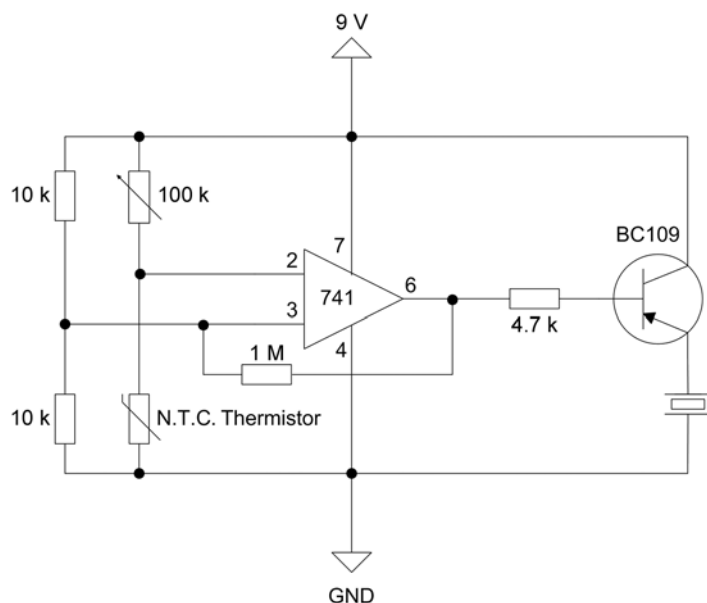 9 V
10 k
100 k
BC109
7
2
741
6
3
4
4.7 k
1 M
10 k
N.T.C. Thermistor
GND